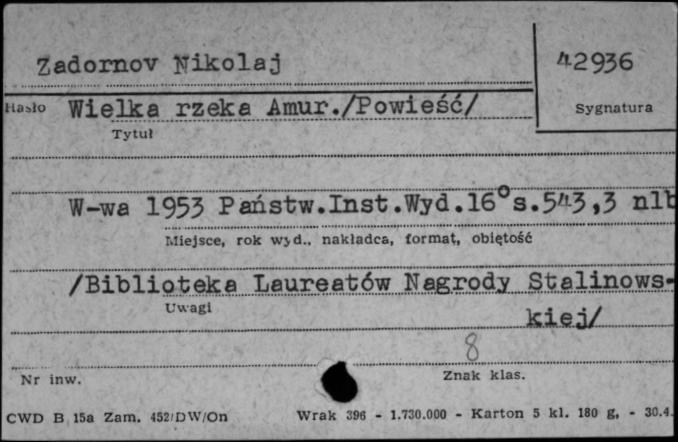 Zadornov Nikolaj
42936
Hasło Wielka rzeka Amur./Powieść/
Sygnatura
Tytuł
W-wa 1953 Państw.Inst.Wyd.16°s.543,3 nlb
Miejsce, rok wyd., nakładca, format, objętość
/Biblioteka Laureatów Nagrody Stalinows-
Uwagi
kiej/
8
Nr inw.
Znak klas.
CWD B 15a Zam. 452/DW/On Wrak 396 - 1.730.000 - Karton 5 kl. 180 g, - 30.4.